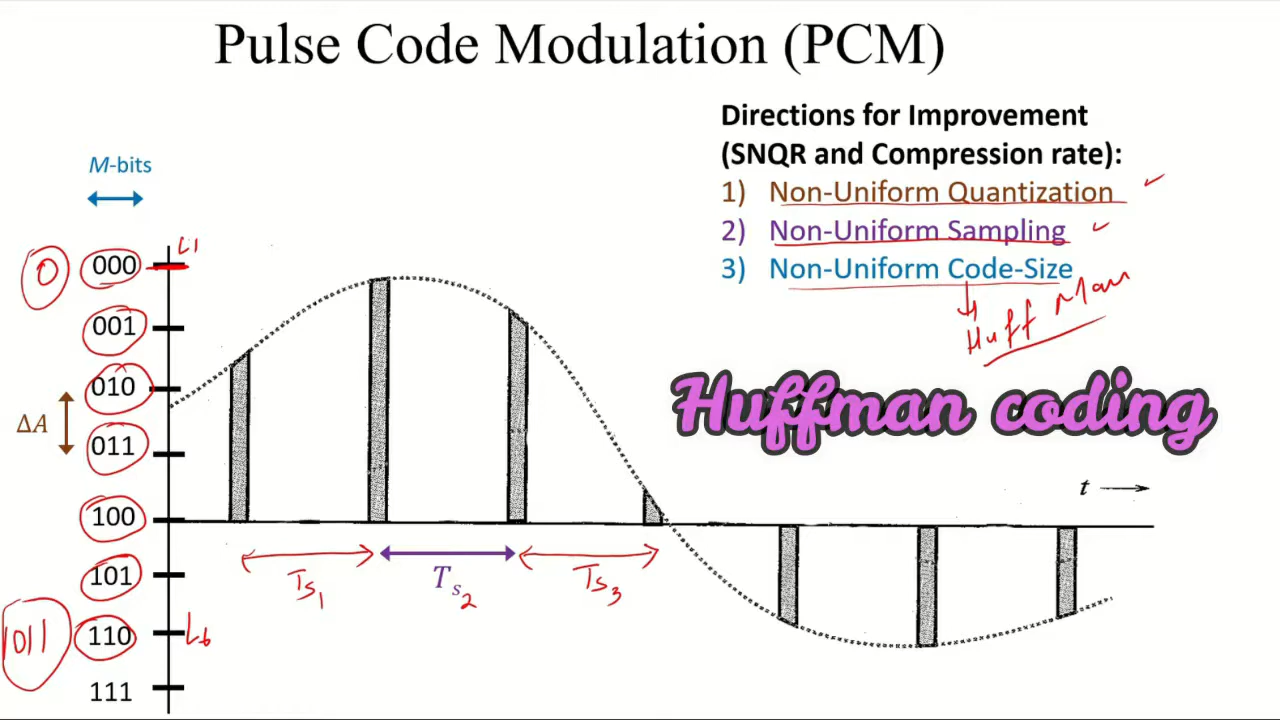 Pulse Code Modulation (PCM)
Directions for Improvement
(SNQR and Compression rate):
1) Non-Uniform Quantization
2) Non-Uniform Sampling
3) Non-Uniform Code-Size
Huff Man
Huffman coding
M-bits
L1
0 000
001
010
ΔA
011
100
101
1011 110 L6
111
t
Ts1
Ts2
Ts3